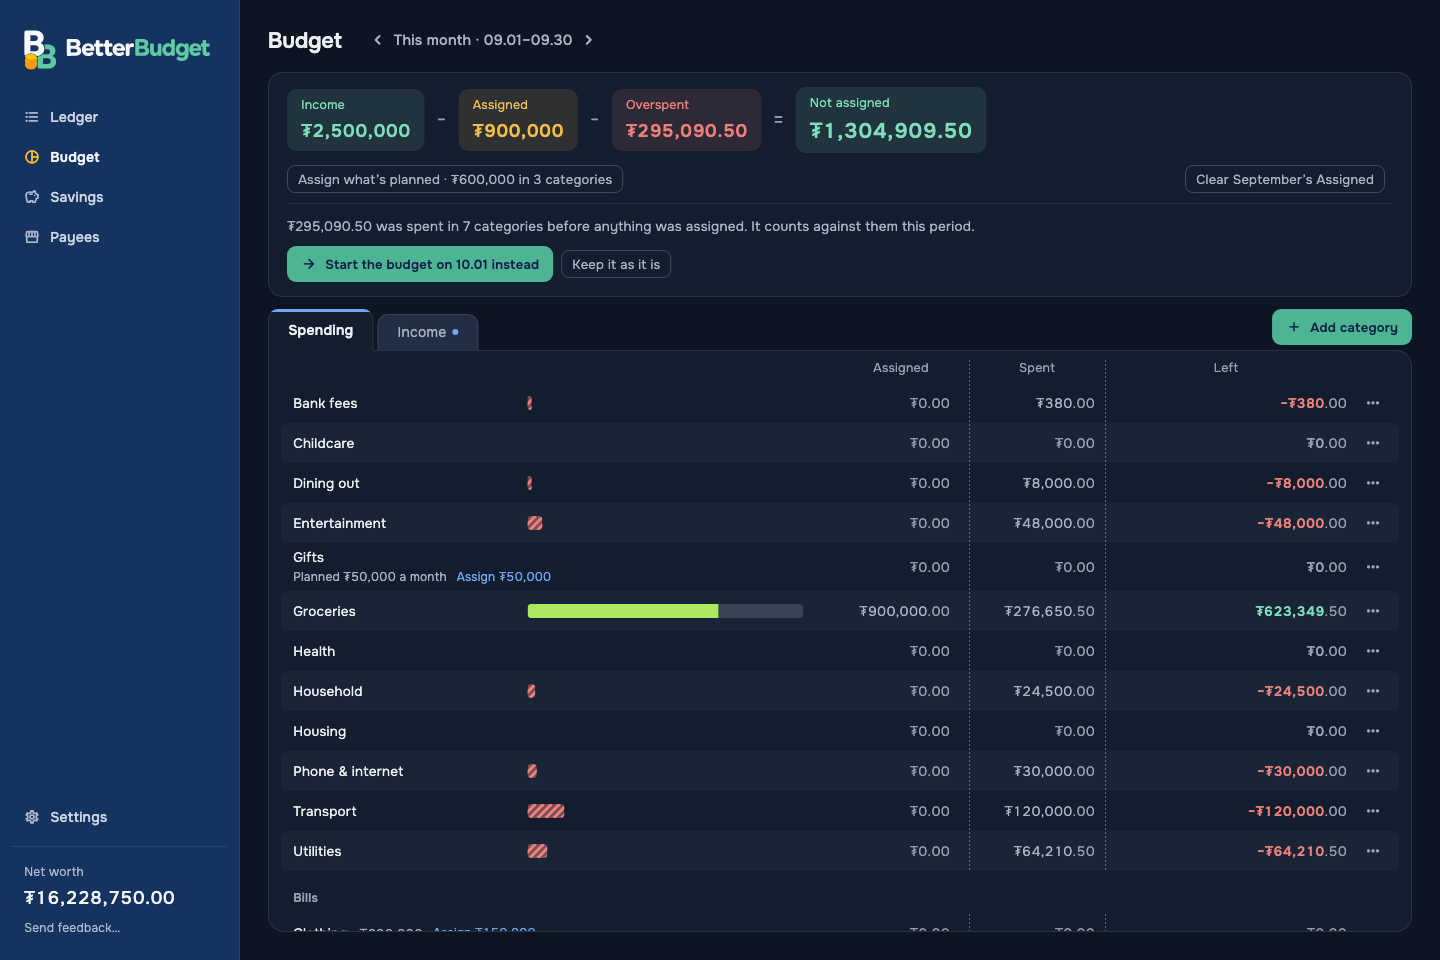 BetterBudget
Ledger
Budget
Savings
Payees
Settings
Net worth
₮16,228,750.00
Send feedback...
Budget
This month · 09.01–09.30
Income
₮2,500,000
–
Assigned
₮900,000
–
Overspent
₮295,090.50
=
Not assigned
₮1,304,909.50
Assign what's planned · ₮600,000 in 3 categories
Clear September's Assigned
₮295,090.50 was spent in 7 categories before anything was assigned. It counts against them this period.
Start the budget on 10.01 instead
Keep it as it is
Spending
Income
Add category
Assigned Spent Left
Bank fees ₮0.00 ₮380.00 -₮380.00
Childcare ₮0.00 ₮0.00 ₮0.00
Dining out ₮0.00 ₮8,000.00 -₮8,000.00
Entertainment ₮0.00 ₮48,000.00 -₮48,000.00
Gifts ₮0.00 ₮0.00 ₮0.00
Planned ₮50,000 a month Assign ₮50,000
Groceries ₮900,000.00 ₮276,650.50 ₮623,349.50
Health ₮0.00 ₮0.00 ₮0.00
Household ₮0.00 ₮24,500.00 -₮24,500.00
Housing ₮0.00 ₮0.00 ₮0.00
Phone & internet ₮0.00 ₮30,000.00 -₮30,000.00
Transport ₮0.00 ₮120,000.00 -₮120,000.00
Utilities ₮0.00 ₮64,210.50 -₮64,210.50
Bills